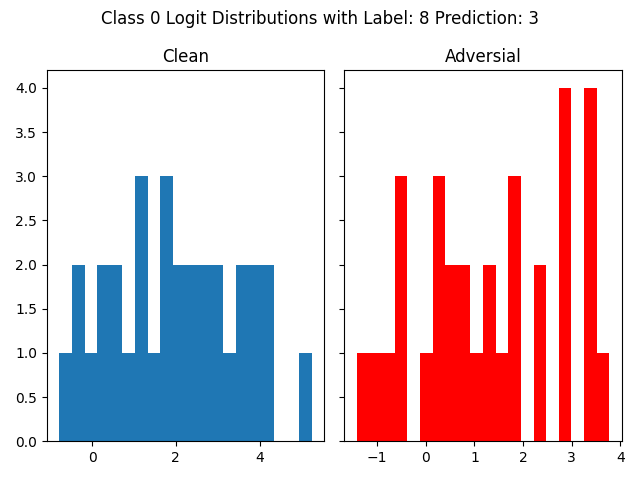 Class 0 Logit Distributions with Label: 8 Prediction: 3
Clean
Adversial
4.0
3.5
3.0
2.5
2.0
1.5
1.0
0.5
0.0
0 2 4
−1 0 1 2 3 4